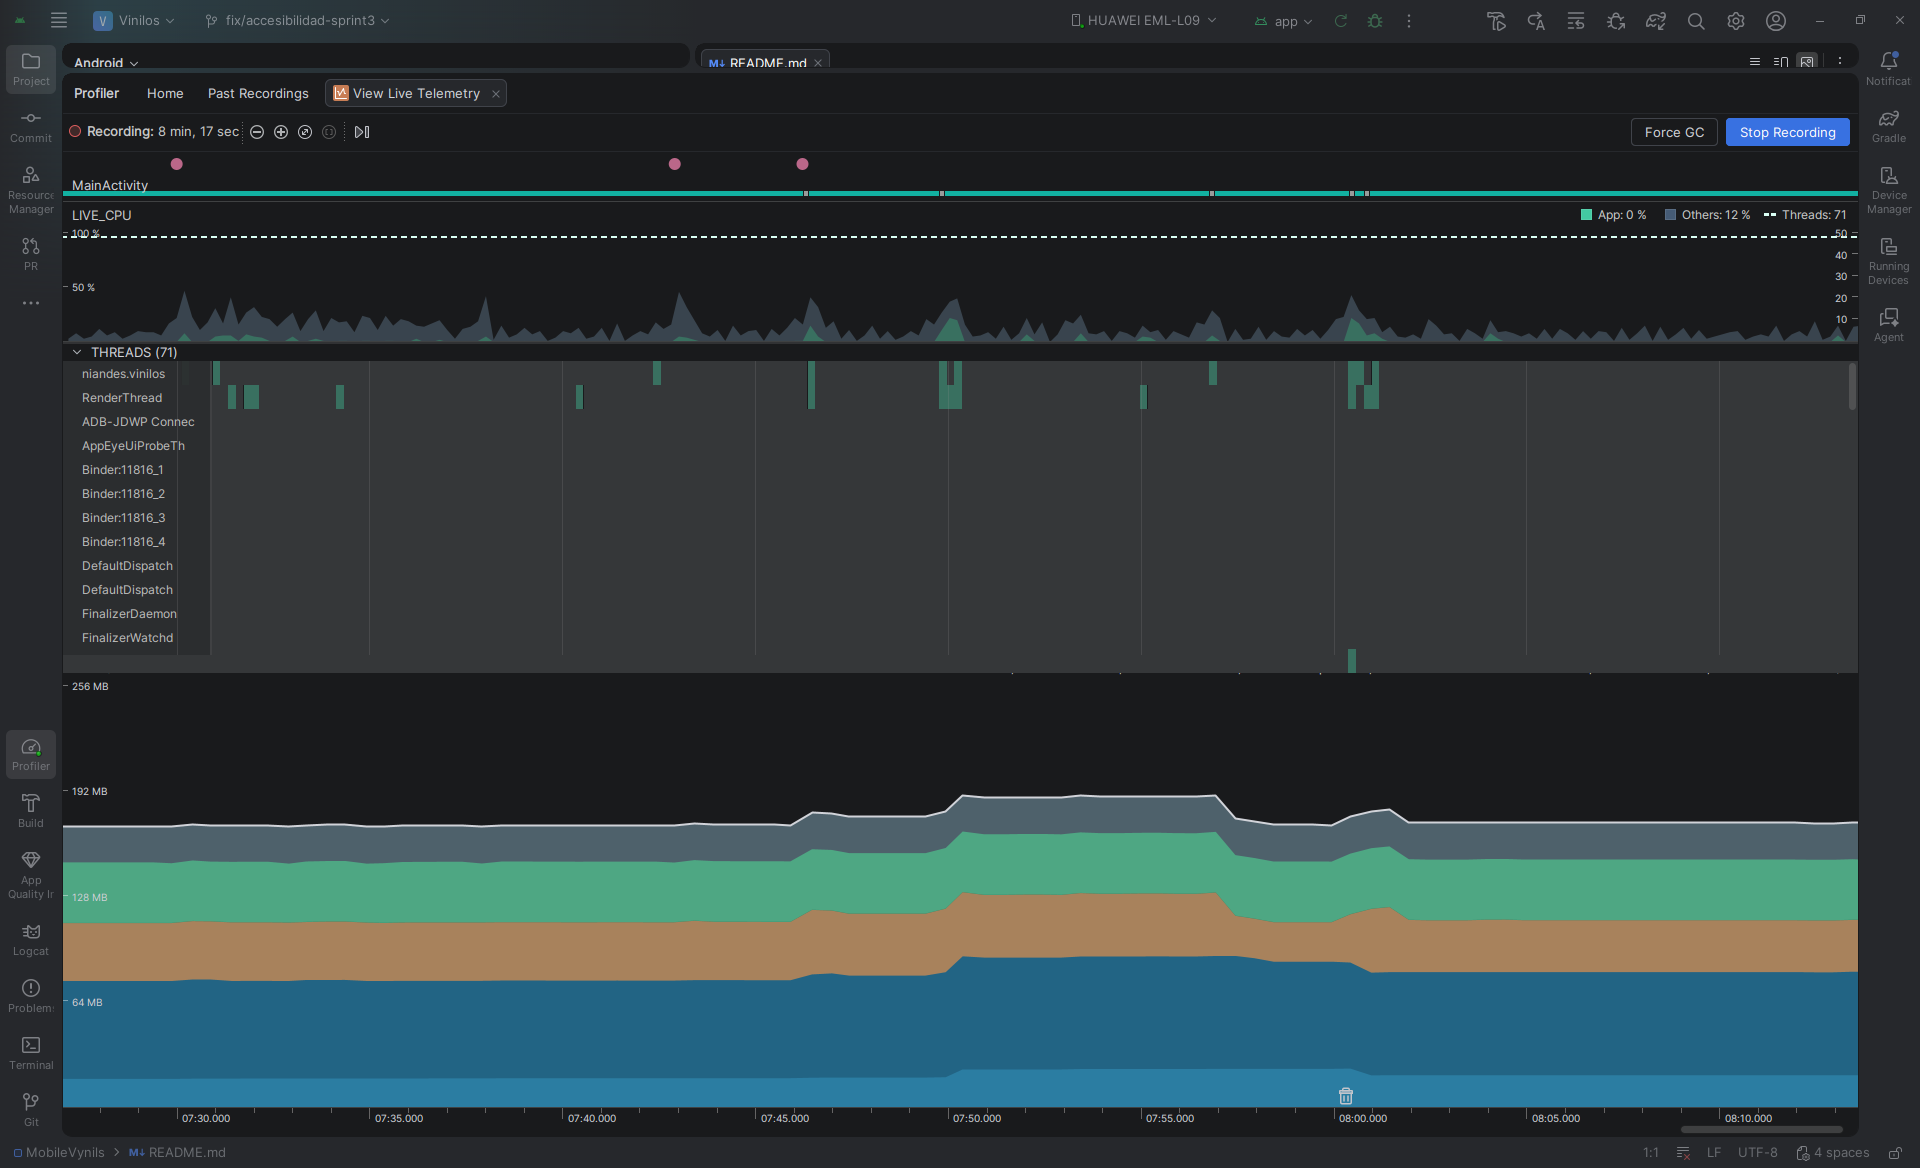 V Vinilos
fix/accesibilidad-sprint3
HUAWEI EML-L09
app
Project
Commit
Resource
Manager
PR
Profiler
Build
App
Quality In
Logcat
Problem
Terminal
Git
Android
M↓ README.md
Profiler
Home
Past Recordings
View Live Telemetry
Recording: 8 min, 17 sec
Force GC
Stop Recording
MainActivity
LIVE_CPU
App: 0 %
Others: 12 %
Threads: 71
100 %
50 %
50
40
30
20
10
THREADS (71)
niandes.vinilos
RenderThread
ADB-JDWP Connec
AppEyeUiProbeTh
Binder:11816_1
Binder:11816_2
Binder:11816_3
Binder:11816_4
DefaultDispatch
DefaultDispatch
FinalizerDaemon
FinalizerWatchd
256 MB
192 MB
128 MB
64 MB
07:30.000
07:35.000
07:40.000
07:45.000
07:50.000
07:55.000
08:00.000
08:05.000
08:10.000
Notificat
Gradle
Device
Manager
Running
Devices
Agent
MobileVynils
M↓ README.md
1:1
LF
UTF-8
4 spaces